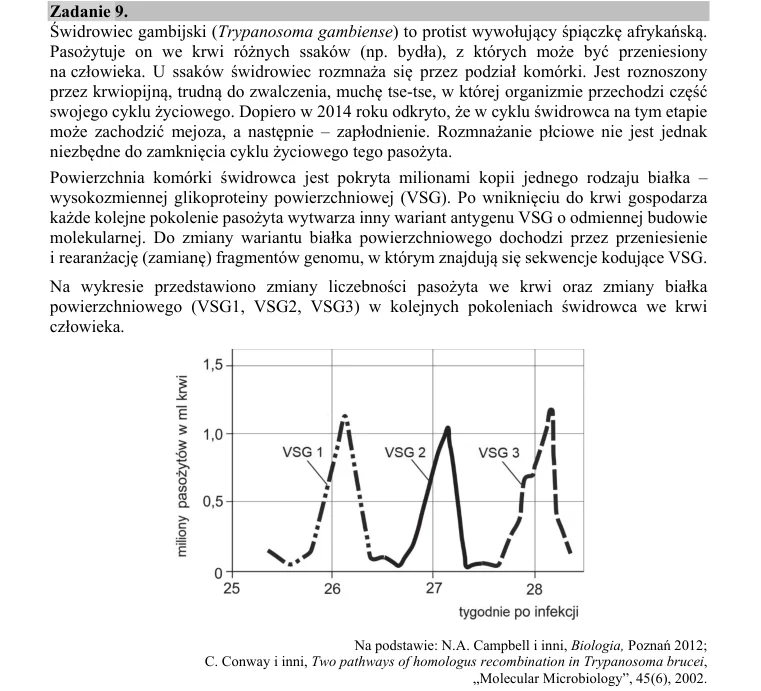 Zadanie 9.
Świdrowiec gambijski (Trypanosoma gambiense) to protist wywołujący śpiączkę afrykańską.
Pasożytuje on we krwi różnych ssaków (np. bydła), z których może być przeniesiony
na człowieka. U ssaków świdrowiec rozmnaża się przez podział komórki. Jest roznoszony
przez krwiopijną, trudną do zwalczenia, muchę tse-tse, w której organizmie przechodzi część
swojego cyklu życiowego. Dopiero w 2014 roku odkryto, że w cyklu świdrowca na tym etapie
może zachodzić mejoza, a następnie – zapłodnienie. Rozmnażanie płciowe nie jest jednak
niezbędne do zamknięcia cyklu życiowego tego pasożyta.
Powierzchnia komórki świdrowca jest pokryta milionami kopii jednego rodzaju białka –
wysokozmiennej glikoproteiny powierzchniowej (VSG). Po wniknięciu do krwi gospodarza
każde kolejne pokolenie pasożyta wytwarza inny wariant antygenu VSG o odmiennej budowie
molekularnej. Do zmiany wariantu białka powierzchniowego dochodzi przez przeniesienie
i rearanżację (zamianę) fragmentów genomu, w którym znajdują się sekwencje kodujące VSG.
Na wykresie przedstawiono zmiany liczebności pasożyta we krwi oraz zmiany białka
powierzchniowego (VSG1, VSG2, VSG3) w kolejnych pokoleniach świdrowca we krwi
człowieka.
miliony pasożytów w ml krwi
1,5
1,0
0,5
0
VSG 1
VSG 2
VSG 3
25
26
27
28
tygodnie po infekcji
Na podstawie: N.A. Campbell i inni, Biologia, Poznań 2012;
C. Conway i inni, Two pathways of homologus recombination in Trypanosoma brucei,
„Molecular Microbiology”, 45(6), 2002.